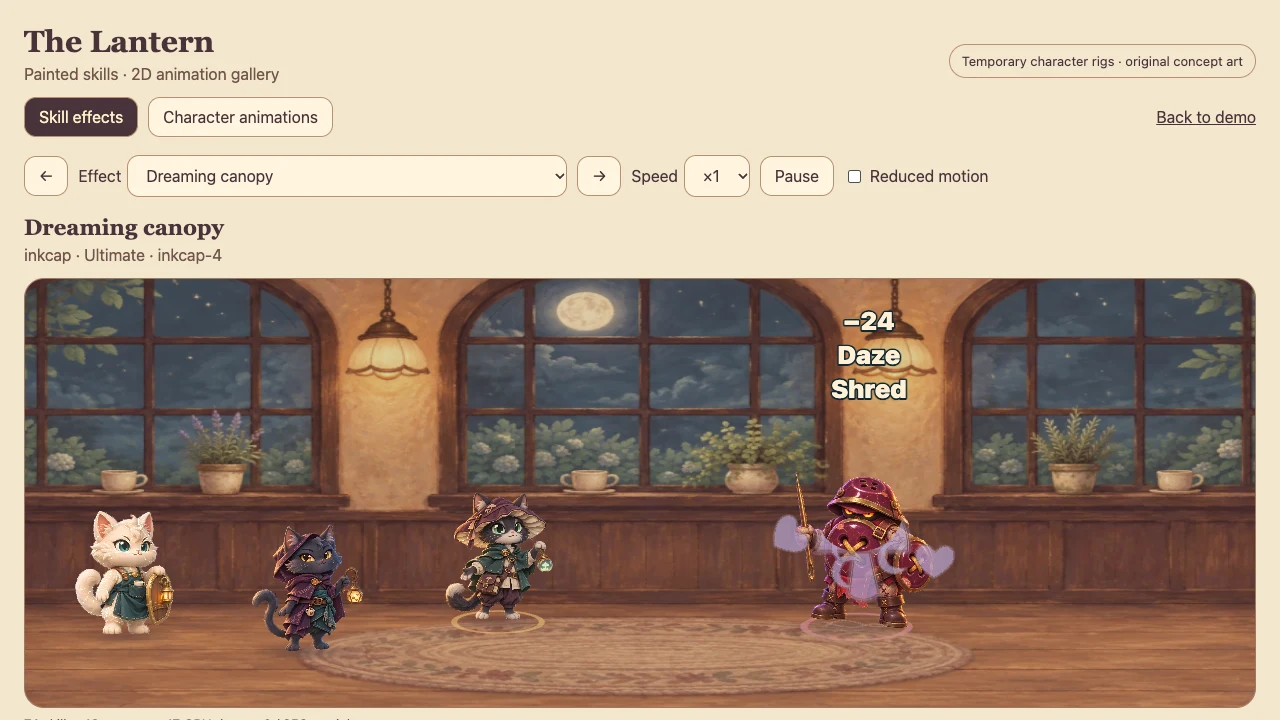 The Lantern
Painted skills · 2D animation gallery
Temporary character rigs · original concept art
Skill effects
Character animations
Back to demo
←
Effect
Dreaming canopy
→
Speed
×1
Pause
Reduced motion
Dreaming canopy
inkcap · Ultimate · inkcap-4
−24
Daze
Shred